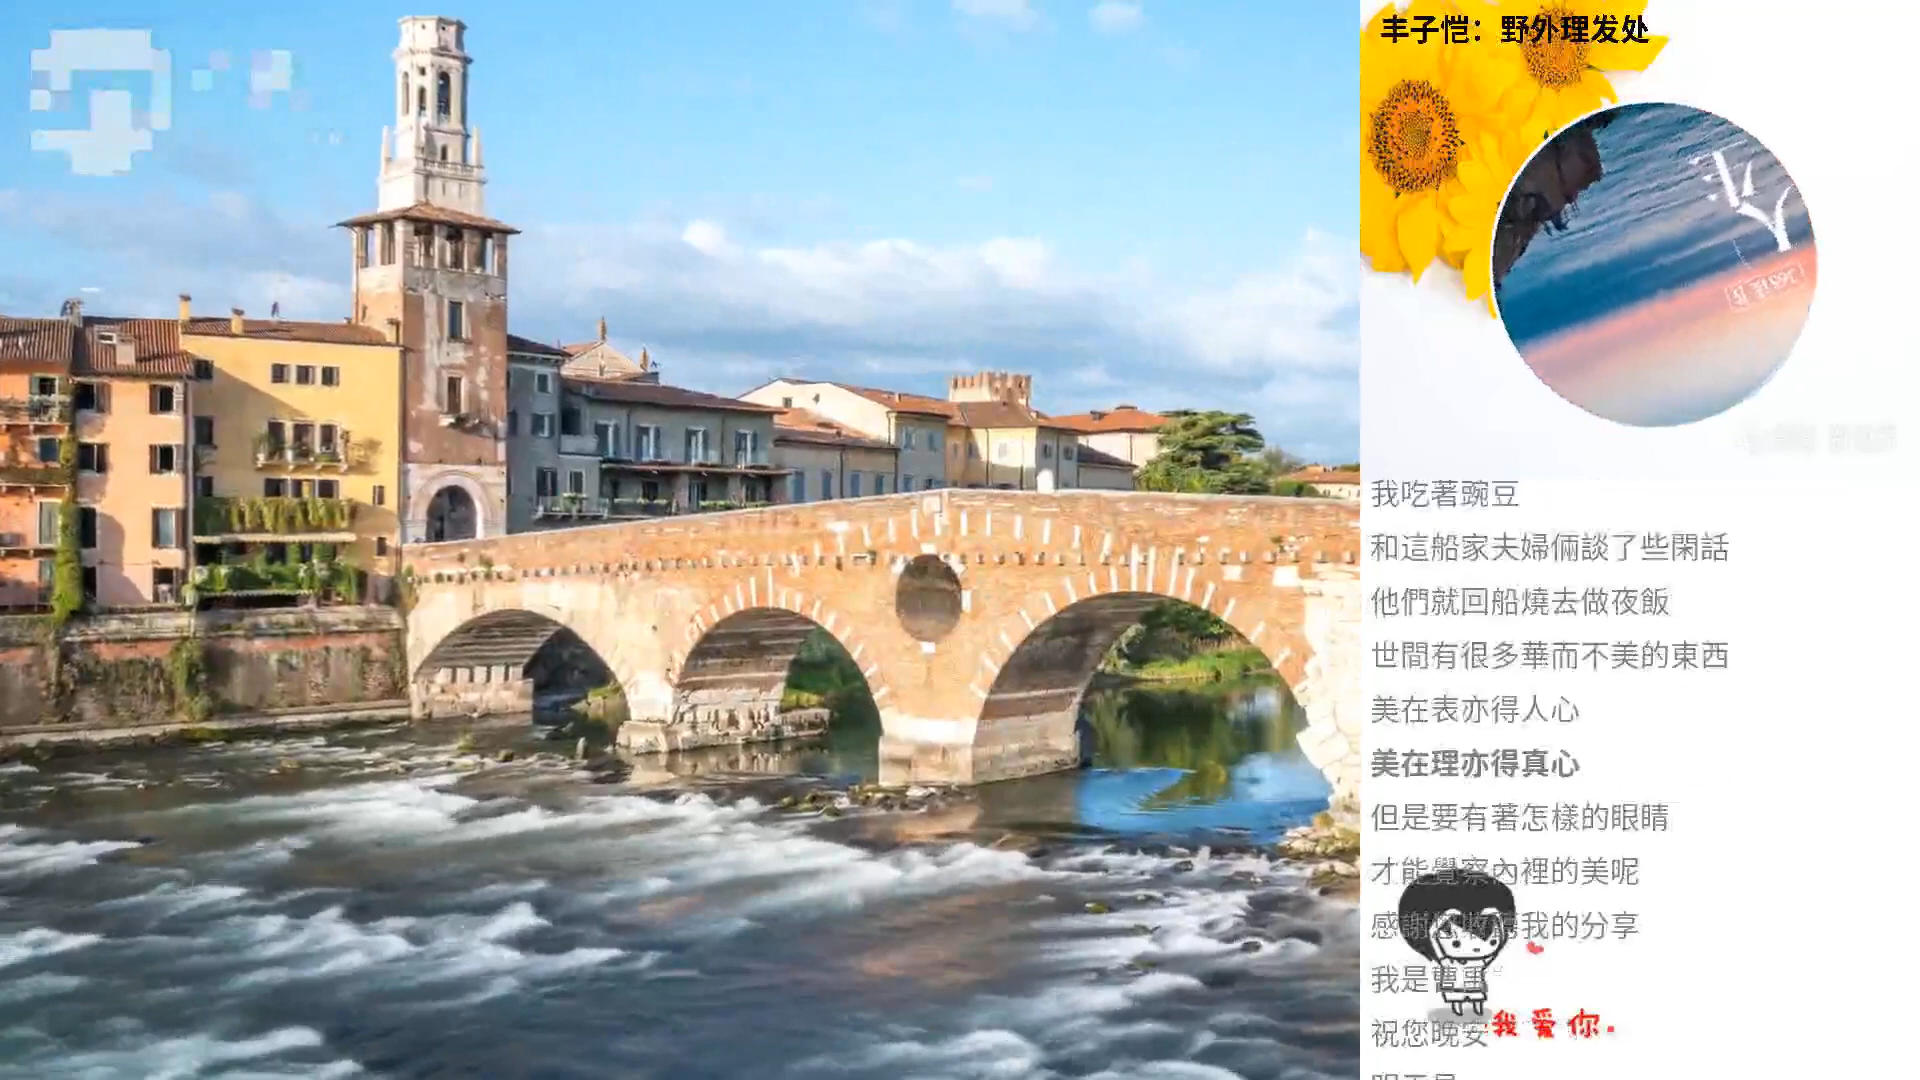 丰子恺：野外理发处
我吃著豌豆
和這船家夫婦倆談了些閑話
他們就回船燒去做夜飯
世間有很多華而不美的東西
美在表亦得人心
美在理亦得真心
但是要有著怎樣的眼睛
才能覺察內裡的美呢
感謝您收聽我的分享
我是曹禹
祝您晚安
我爱你.